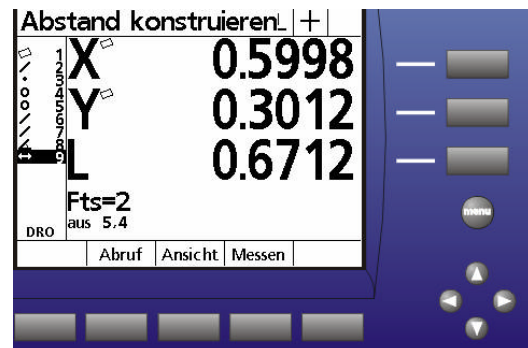 Abstand konstruieren
1
2
3
4
5
6
7
8
9
X 0.5998
Y 0.3012
L 0.6712
Fts=2
aus 5,4
DRO
Abruf Ansicht Messen
menu